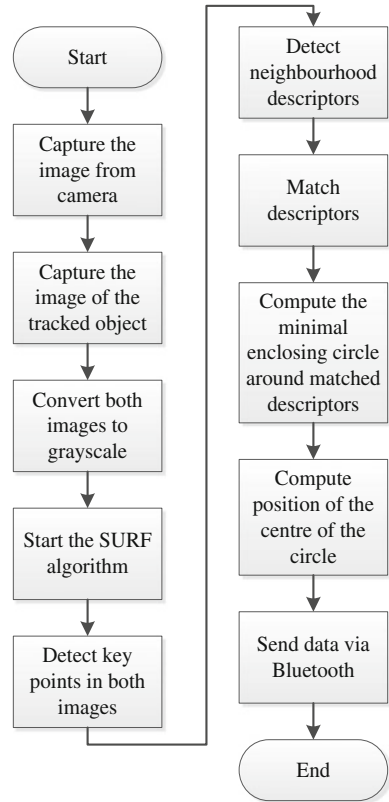 Start
Capture the
image from
camera
Capture the
image of the
tracked object
Convert both
images to
grayscale
Start the SURF
algorithm
Detect key
points in both
images
Detect
neighbourhood
descriptors
Match
descriptors
Compute the
minimal
enclosing circle
around matched
descriptors
Compute
position of the
centre of the
circle
Send data via
Bluetooth
End